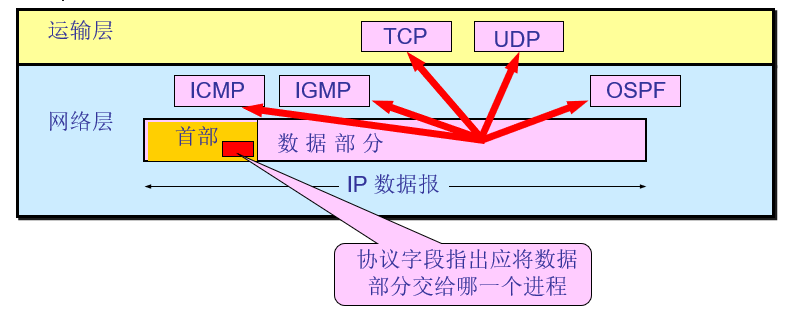 运输层
TCP
UDP
ICMP
IGMP
OSPF
网络层
首部
数据部分
IP 数据报
协议字段指出应将数据
部分交给哪一个进程